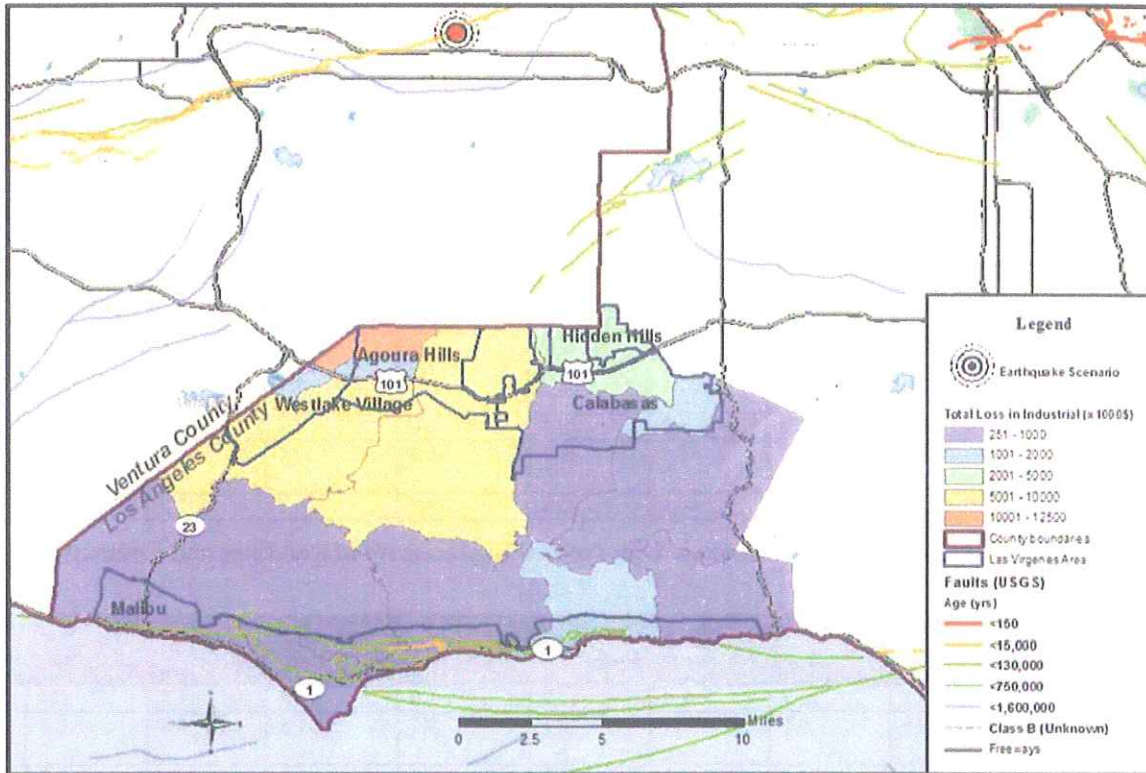 Hidden Hills
Agoura Hills
101
101
Westlake Village
Calabasas
Ventura County
Los Angeles County
23
Malibu
1
1
Miles
0 2.5 5 10
Legend
Earthquake Scenario
Total Loss in Industrial (x 1000$)
251 - 1000
1001 - 2000
2001 - 5000
5001 - 10000
10001 - 12500
County boundaries
Las Virgenes Area
Faults (USGS)
Age (yrs)
<150
<15,000
<130,000
<750,000
<1,600,000
Class B (Unknown)
Freeways